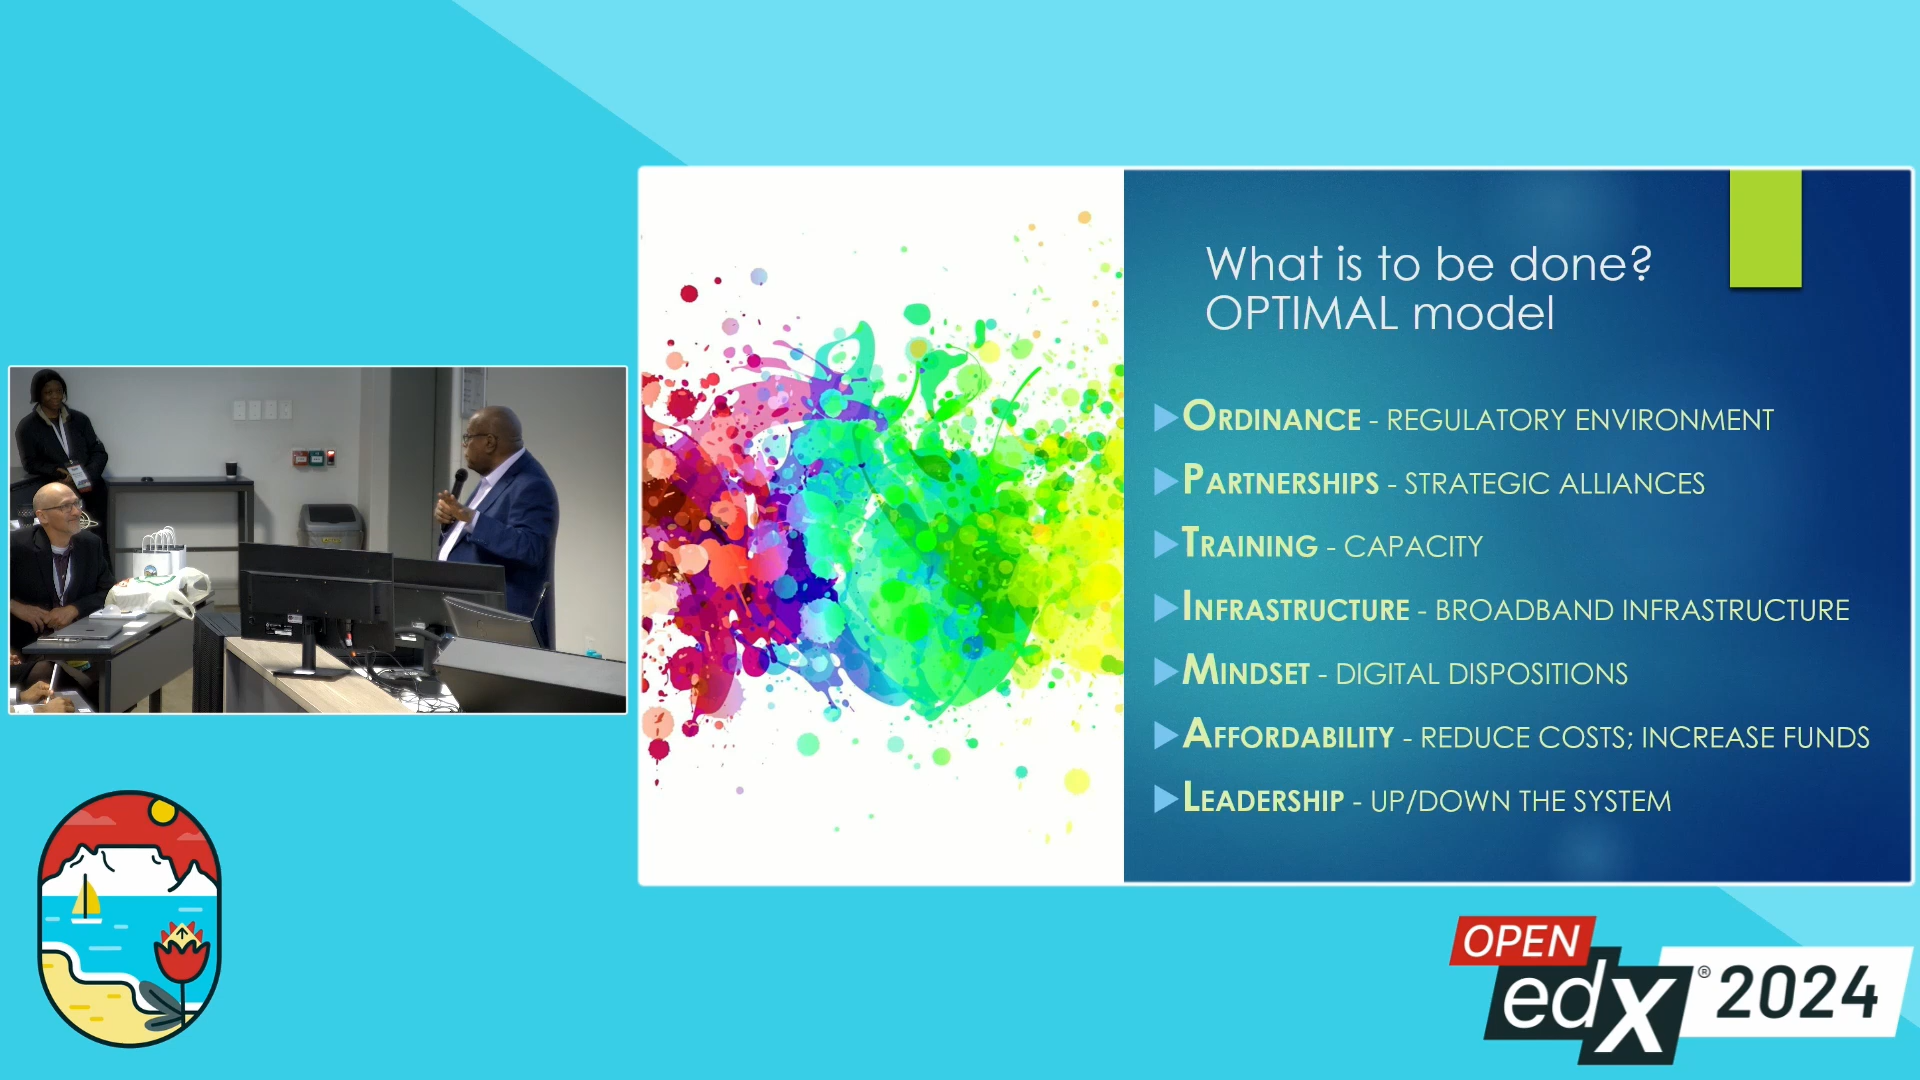 What is to be done?
OPTIMAL model
ORDINANCE - REGULATORY ENVIRONMENT
PARTNERSHIPS - STRATEGIC ALLIANCES
TRAINING - CAPACITY
INFRASTRUCTURE - BROADBAND INFRASTRUCTURE
MINDSET - DIGITAL DISPOSITIONS
AFFORDABILITY - REDUCE COSTS; INCREASE FUNDS
LEADERSHIP - UP/DOWN THE SYSTEM
OPEN
edX® 2024